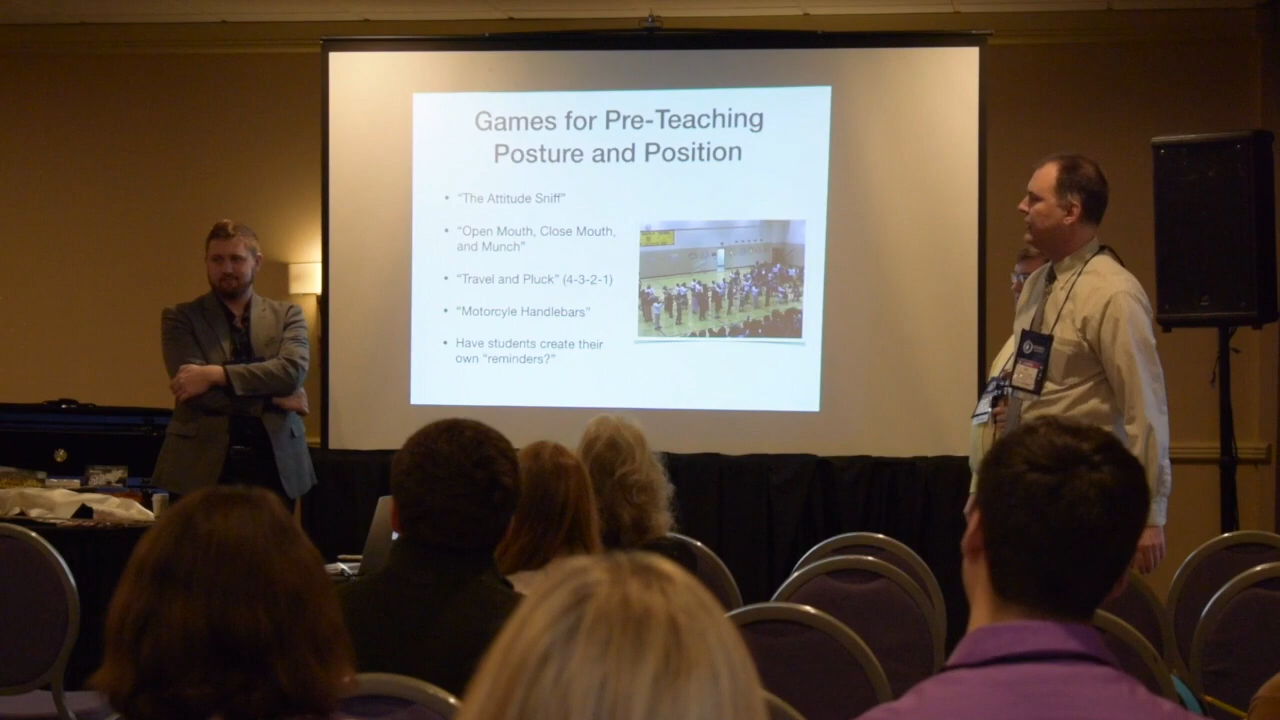 Games for Pre-Teaching
Posture and Position
• “The Attitude Sniff”
• “Open Mouth, Close Mouth,
and Munch”
• “Travel and Pluck” (4-3-2-1)
• “Motorcyle Handlebars”
• Have students create their
own “reminders?”